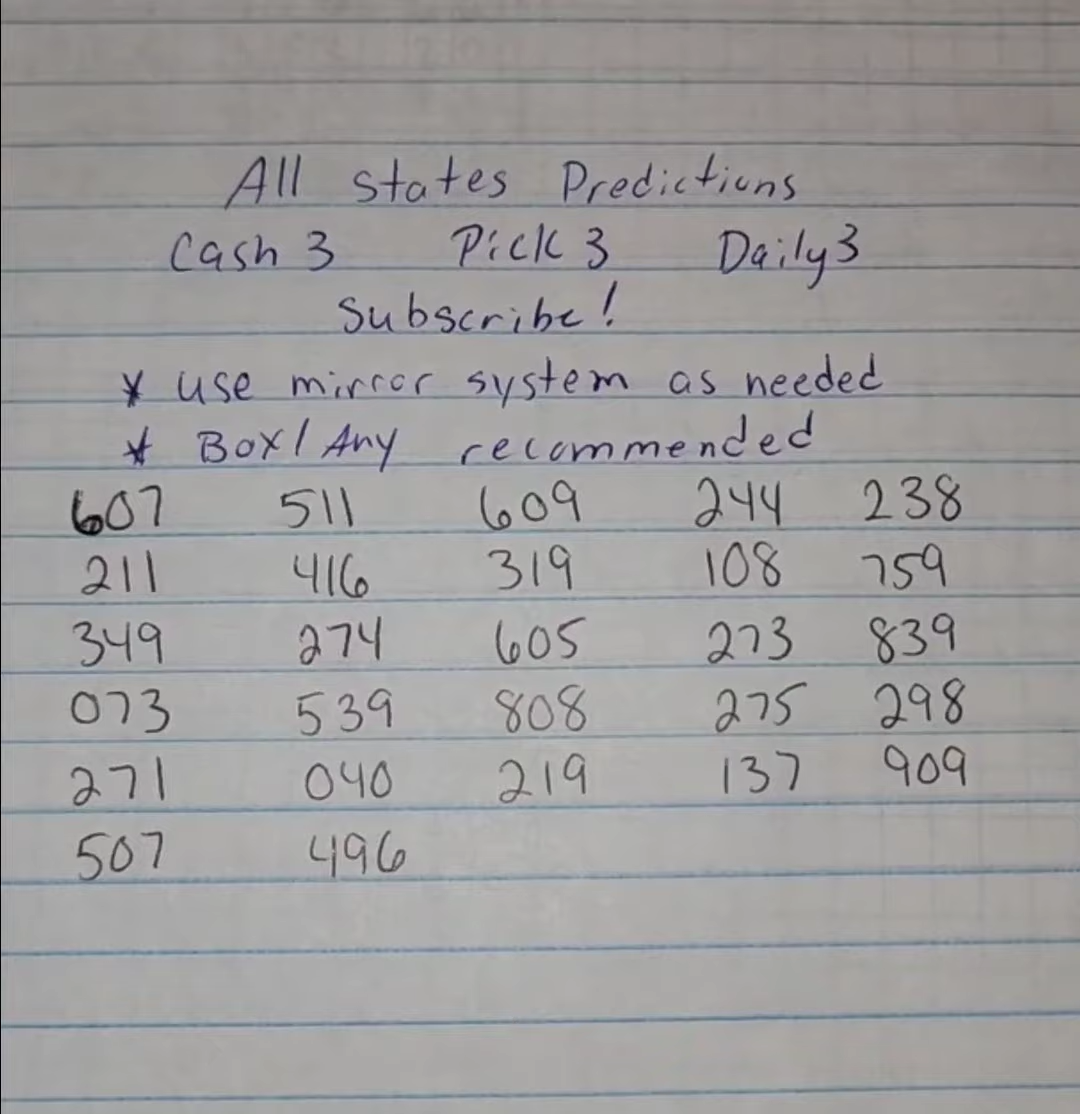 All states Predictions
Cash 3 Pick 3 Daily 3
Subscribe!
* use mirror system as needed
* Box/Any recommended
607 511 609 244 238
211 416 319 108 759
349 274 605 273 839
073 539 808 275 298
271 040 219 137 909
507 496